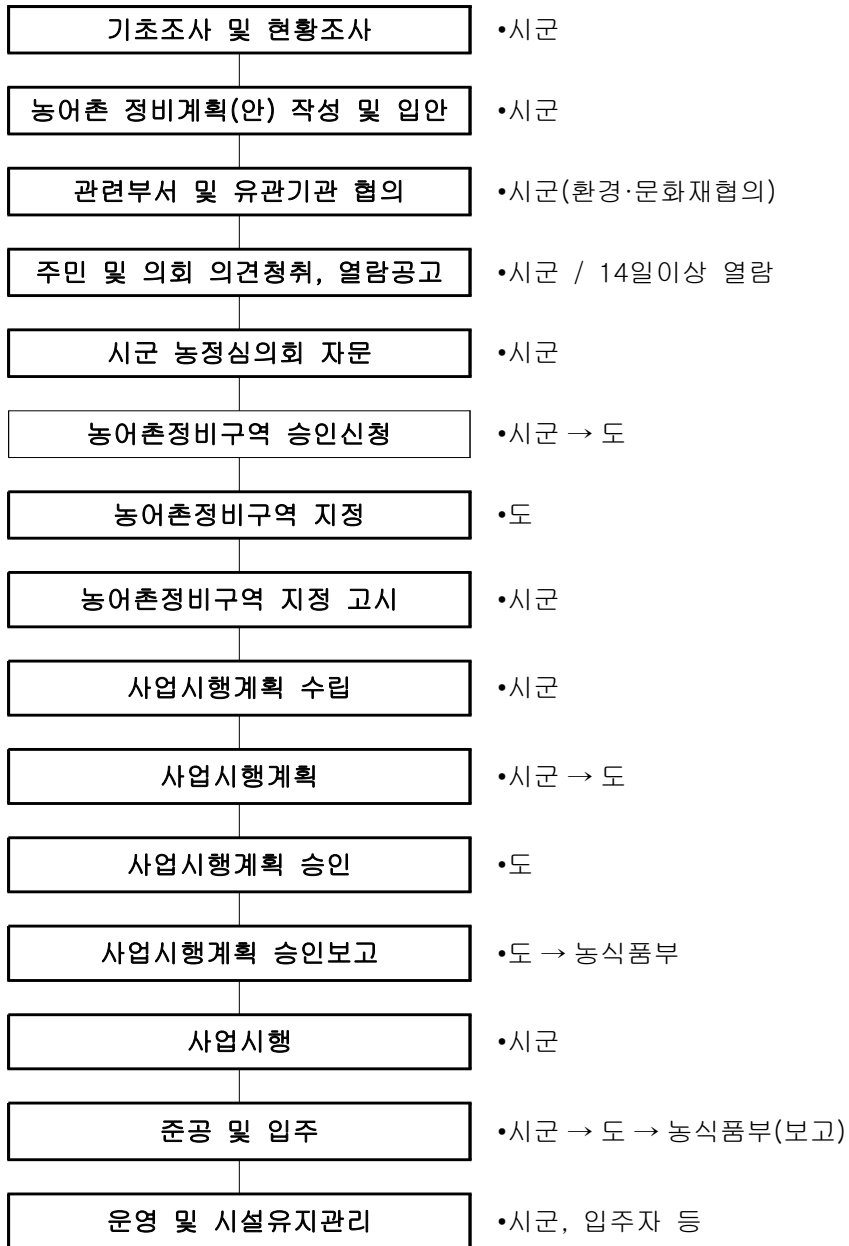 기초조사 및 현황조사 •시군
농어촌 정비계획(안) 작성 및 입안 •시군
관련부서 및 유관기관 협의 •시군(환경·문화재협의)
주민 및 의회 의견청취, 열람공고 •시군 / 14일이상 열람
시군 농정심의회 자문 •시군
농어촌정비구역 승인신청 •시군 → 도
농어촌정비구역 지정 •도
농어촌정비구역 지정 고시 •시군
사업시행계획 수립 •시군
사업시행계획 •시군 → 도
사업시행계획 승인 •도
사업시행계획 승인보고 •도 → 농식품부
사업시행 •시군
준공 및 입주 •시군 → 도 → 농식품부(보고)
운영 및 시설유지관리 •시군, 입주자 등